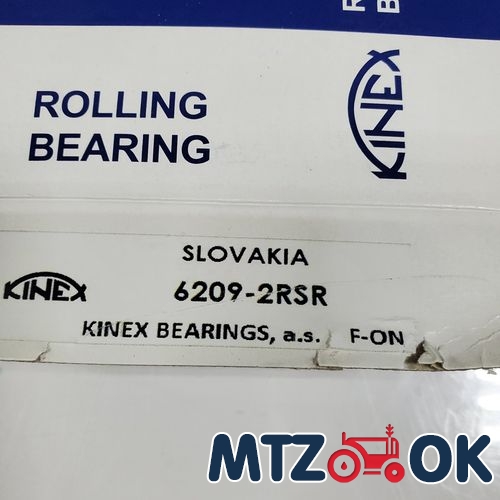 R
B
ROLLING
BEARING
KINEX
SLOVAKIA
KINEX
6209-2RSR
KINEX BEARINGS, a.s. F-ON
MTZ OK